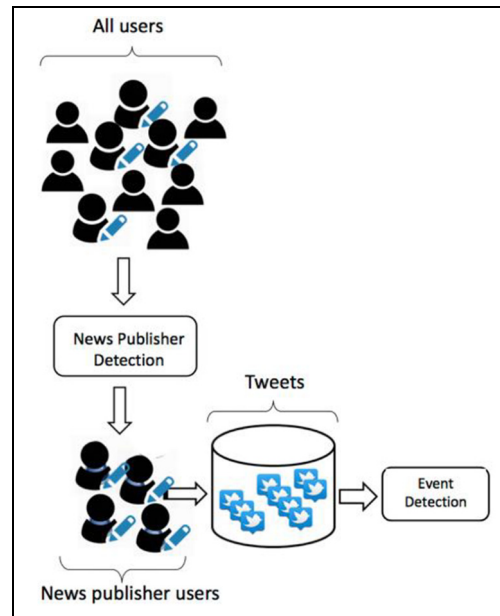 All users
News Publisher
Detection
Tweets
Event
Detection
News publisher users